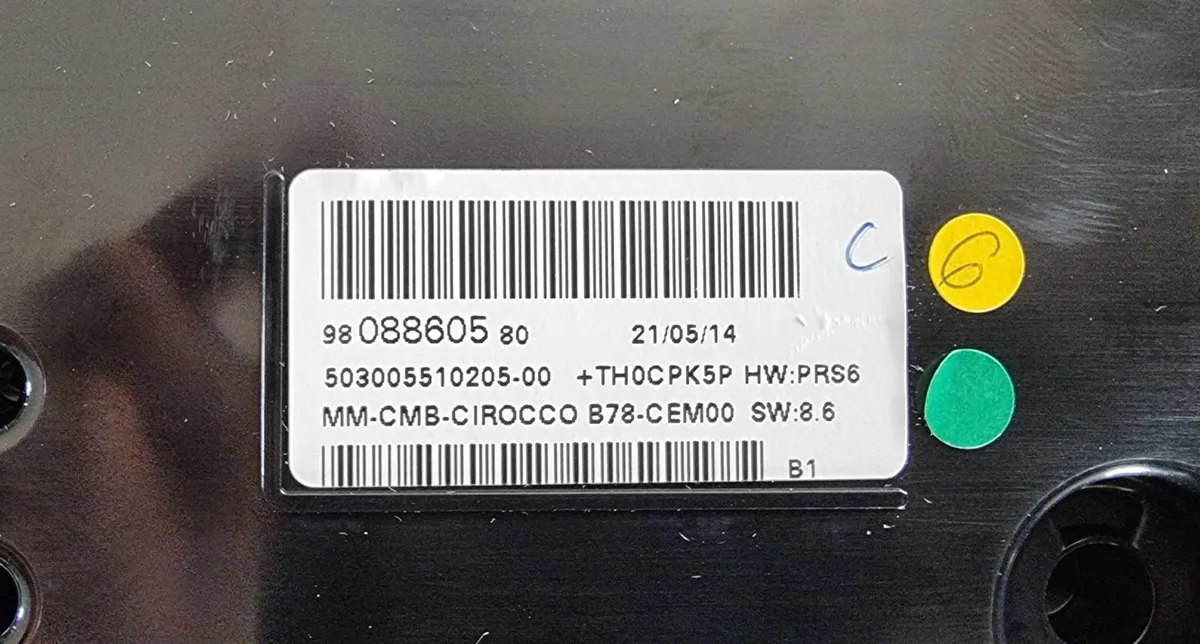 C
6
98 088605 80 21/05/14
503005510205-00 +TH0CPK5P HW:PRS6
MM-CMB-CIROCCO B78-CEM00 SW:8.6
B1